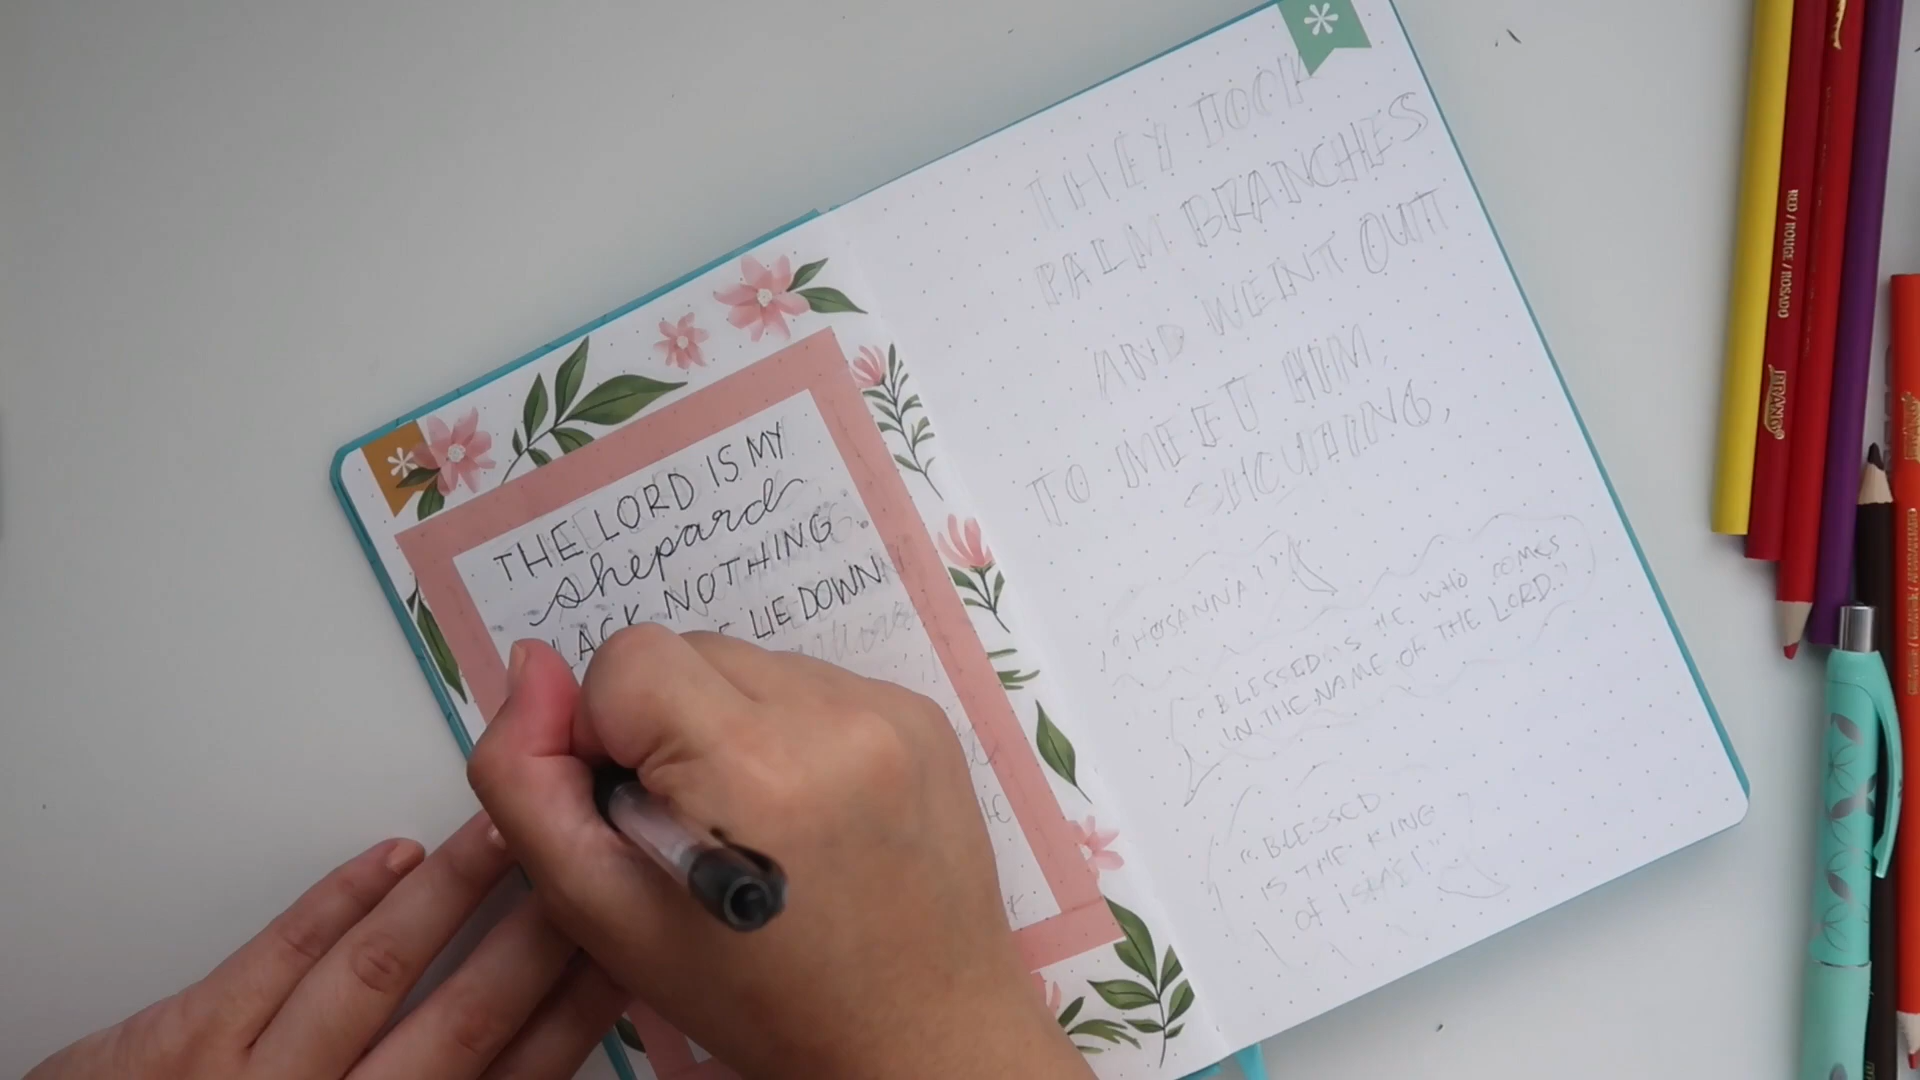 THE LORD IS MY
shepard
LACK NOTHING.
LIE DOWN
THEY TOOK
PALM BRANCHES
AND WENT OUT
TO MEET HIM,
SHOUTING,
"HOSANNA!"
"BLESSED IS HE WHO COMES
IN THE NAME OF THE LORD."
"BLESSED
IS THE KING
OF
RED / ROUGE / ROSADO
PRANG